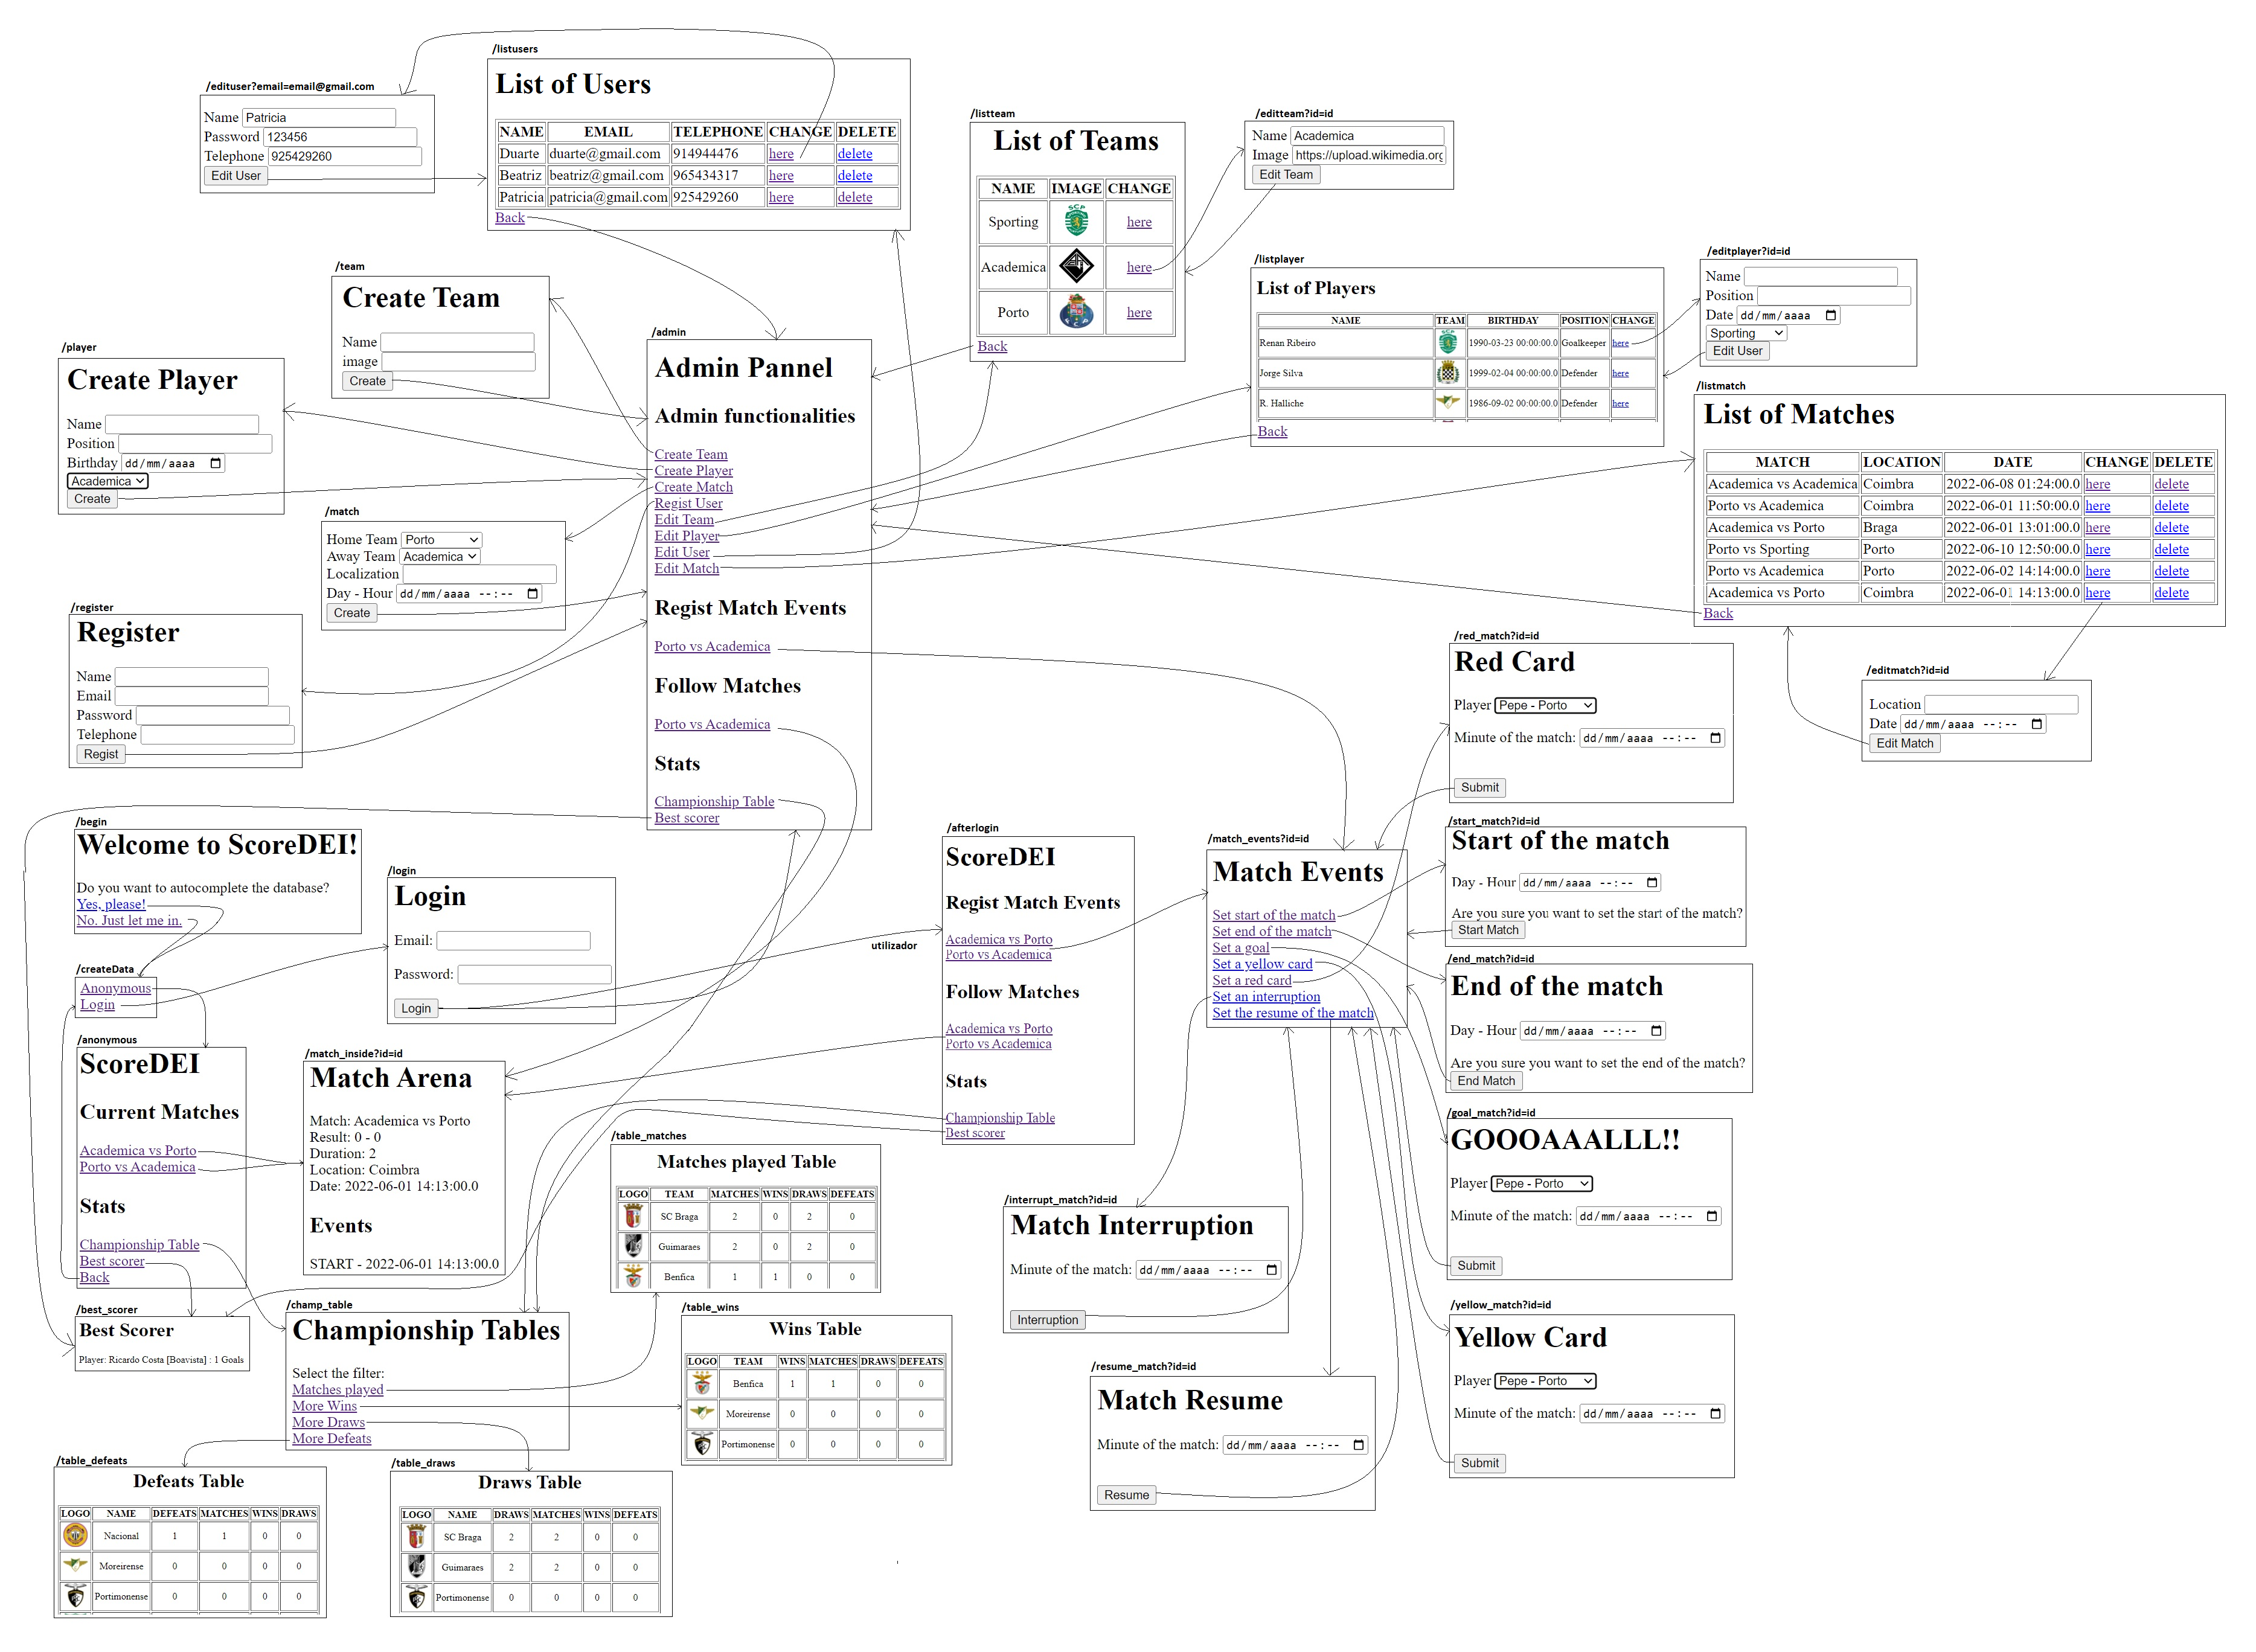 /edituser?email=email@gmail.com
Name Patricia
Password 123456
Telephone 925429260
Edit User
/listusers
List of Users
NAME EMAIL TELEPHONE CHANGE DELETE
Duarte duarte@gmail.com 914944476 here delete
Beatriz beatriz@gmail.com 965434317 here delete
Patricia patricia@gmail.com 925429260 here delete
Back
/listteam
List of Teams
NAME IMAGE CHANGE
Sporting here
Academica here
Porto here
Back
/editteam?id=id
Name Academica
Image https://upload.wikimedia.org
Edit Team
/listplayer
List of Players
NAME TEAM BIRTHDAY POSITION CHANGE
Renan Ribeiro 1990-03-23 00:00:00.0 Goalkeeper here
Jorge Silva 1999-02-04 00:00:00.0 Defender here
R. Halliche 1986-09-02 00:00:00.0 Defender here
Back
/editplayer?id=id
Name
Position
Date dd/mm/aaaa
Sporting
Edit User
/listmatch
List of Matches
MATCH LOCATION DATE CHANGE DELETE
Academica vs Academica Coimbra 2022-06-08 01:24:00.0 here delete
Porto vs Academica Coimbra 2022-06-01 11:50:00.0 here delete
Academica vs Porto Braga 2022-06-01 13:01:00.0 here delete
Porto vs Sporting Porto 2022-06-10 12:50:00.0 here delete
Porto vs Academica Porto 2022-06-02 14:14:00.0 here delete
Academica vs Porto Coimbra 2022-06-01 14:13:00.0 here delete
Back
/editmatch?id=id
Location
Date dd/mm/aaaa --:--
Edit Match
/team
Create Team
Name
image
Create
/player
Create Player
Name
Position
Birthday dd/mm/aaaa
Academica
Create
/match
Home Team Porto
Away Team Academica
Localization
Day - Hour dd/mm/aaaa --:--
Create
/register
Register
Name
Email
Password
Telephone
Regist
/admin
Admin Pannel
Admin functionalities
Create Team
Create Player
Create Match
Regist User
Edit Team
Edit Player
Edit User
Edit Match
Regist Match Events
Porto vs Academica
Follow Matches
Porto vs Academica
Stats
Championship Table
Best scorer
/begin
Welcome to ScoreDEI!
Do you want to autocomplete the database?
Yes, please!
No. Just let me in.
/createData
Anonymous
Login
/login
Login
Email:
Password:
Login
utilizador
/anonymous
ScoreDEI
Current Matches
Academica vs Porto
Porto vs Academica
Stats
Championship Table
Best scorer
Back
/match_inside?id=id
Match Arena
Match: Academica vs Porto
Result: 0 - 0
Duration: 2
Location: Coimbra
Date: 2022-06-01 14:13:00.0
Events
START - 2022-06-01 14:13:00.0
/afterlogin
ScoreDEI
Regist Match Events
Academica vs Porto
Porto vs Academica
Follow Matches
Academica vs Porto
Porto vs Academica
Stats
Championship Table
Best scorer
/match_events?id=id
Match Events
Set start of the match
Set end of the match
Set a goal
Set a yellow card
Set a red card
Set an interruption
Set the resume of the match
/red_match?id=id
Red Card
Player Pepe - Porto
Minute of the match: dd/mm/aaaa --:--
Submit
/start_match?id=id
Start of the match
Day - Hour dd/mm/aaaa --:--
Are you sure you want to set the start of the match?
Start Match
/end_match?id=id
End of the match
Day - Hour dd/mm/aaaa --:--
Are you sure you want to set the end of the match?
End Match
/goal_match?id=id
GOOOAAALLL!!
Player Pepe - Porto
Minute of the match: dd/mm/aaaa --:--
Submit
/yellow_match?id=id
Yellow Card
Player Pepe - Porto
Minute of the match: dd/mm/aaaa --:--
Submit
/interrupt_match?id=id
Match Interruption
Minute of the match: dd/mm/aaaa --:--
Interruption
/resume_match?id=id
Match Resume
Minute of the match: dd/mm/aaaa --:--
Resume
/table_matches
Matches played Table
LOGO TEAM MATCHES WINS DRAWS DEFEATS
SC Braga 2 0 2 0
Guimaraes 2 0 2 0
Benfica 1 1 0 0
/best_scorer
Best Scorer
Player: Ricardo Costa [Boavista] : 1 Goals
/champ_table
Championship Tables
Select the filter:
Matches played
More Wins
More Draws
More Defeats
/table_wins
Wins Table
LOGO TEAM WINS MATCHES DRAWS DEFEATS
Benfica 1 1 0 0
Moreirense 0 0 0 0
Portimonense 0 0 0 0
/table_defeats
Defeats Table
LOGO NAME DEFEATS MATCHES WINS DRAWS
Nacional 1 1 0 0
Moreirense 0 0 0 0
Portimonense 0 0 0 0
/table_draws
Draws Table
LOGO NAME DRAWS MATCHES WINS DEFEATS
SC Braga 2 2 0 0
Guimaraes 2 2 0 0
Portimonense 0 0 0 0